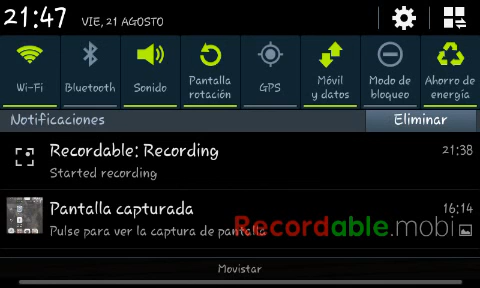 21:47 VIE, 21 AGOSTO
Wi-Fi
Bluetooth
Sonido
Pantalla
rotación
GPS
Móvil
y datos
Modo de
bloqueo
Ahorro de
energía
Notificaciones
Eliminar
Recordable: Recording 21:38
Started recording
Pantalla capturada 16:14
Pulse para ver la captura de pantalla
Recordable.mobi
Movistar